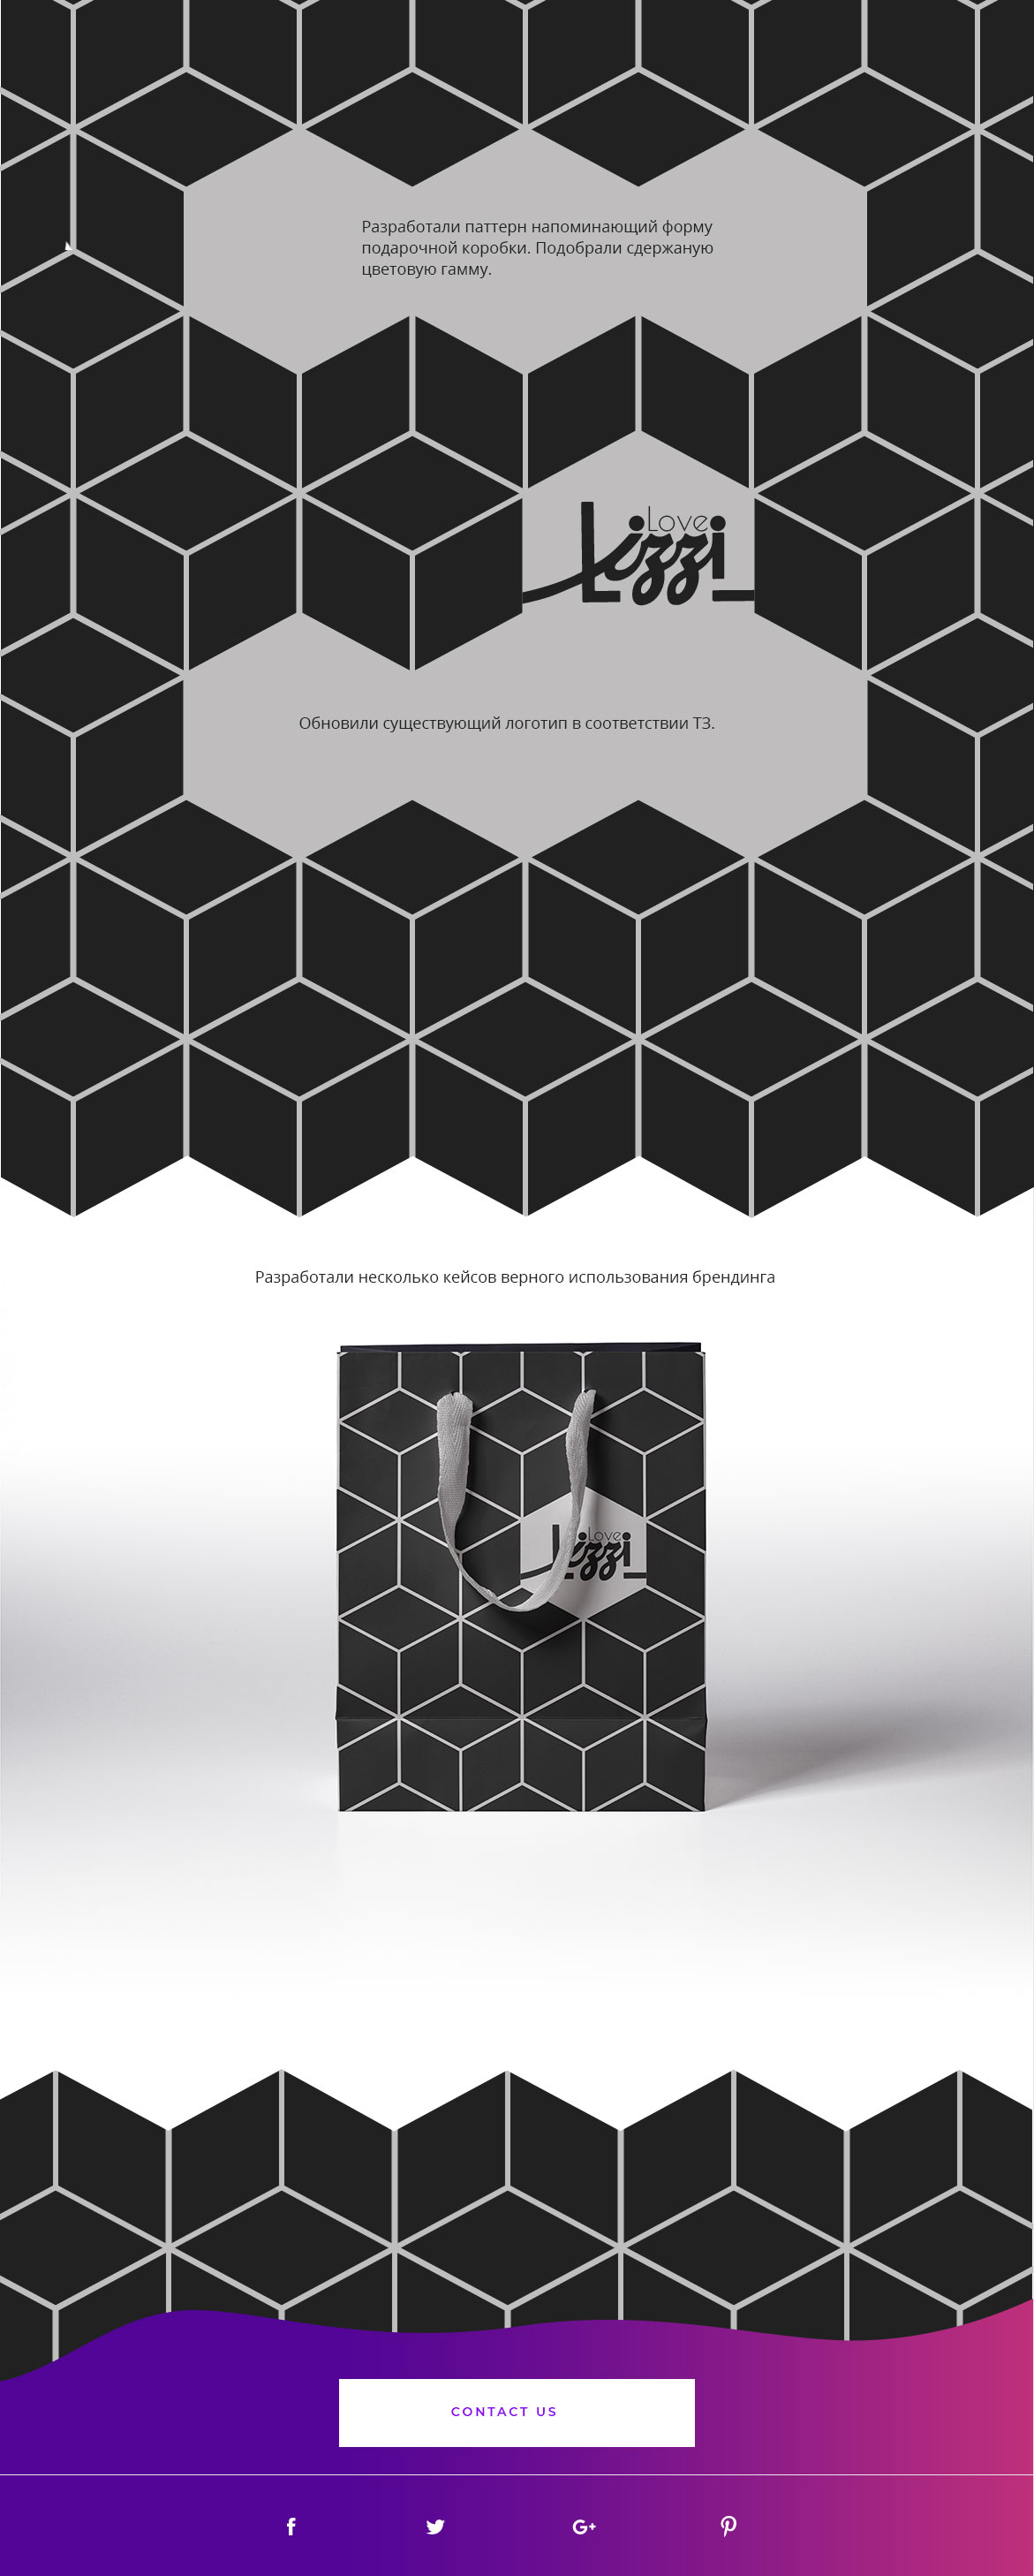 Разработали паттерн напоминающий форму
подарочной коробки. Подобрали сдержаную
цветовую гамму.
Love
Lizzi
Обновили существующий логотип в соответствии ТЗ.
Разработали несколько кейсов верного использования брендинга
Love
Lizzi
CONTACT US